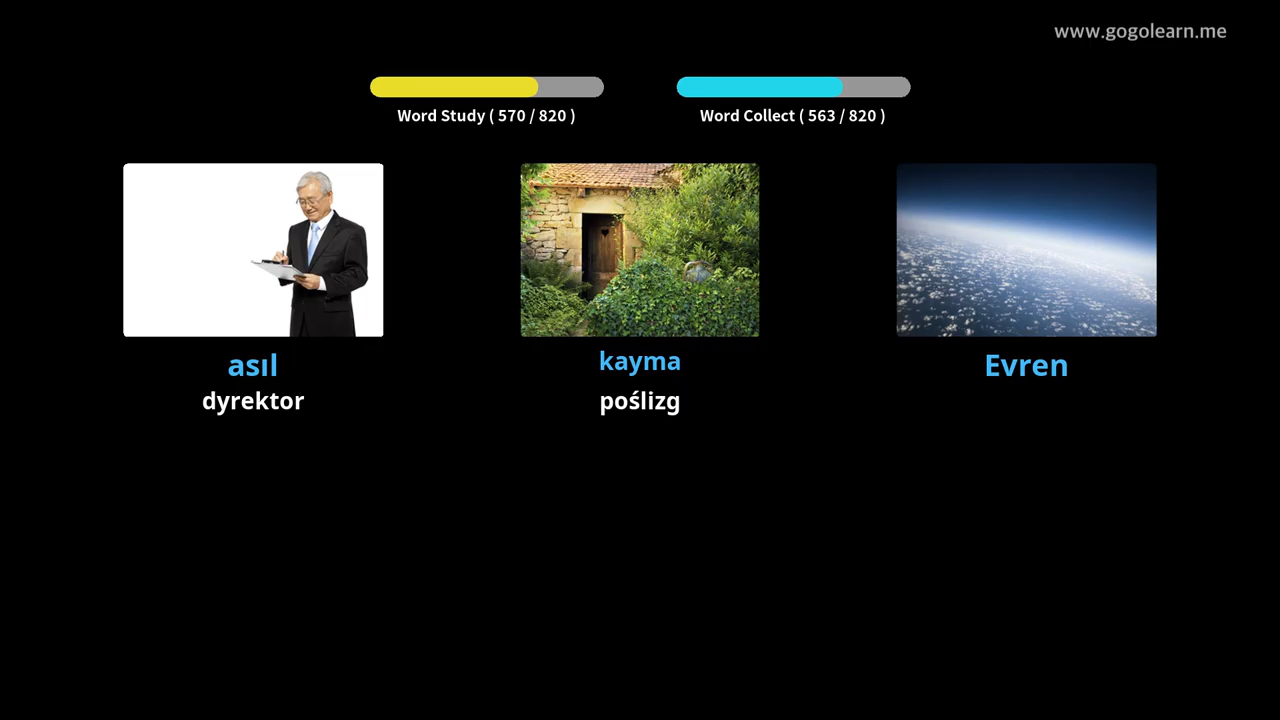 www.gogolearn.me
Word Study ( 570 / 820 )
Word Collect ( 563 / 820 )
asıl
dyrektor
kayma
poślizg
Evren